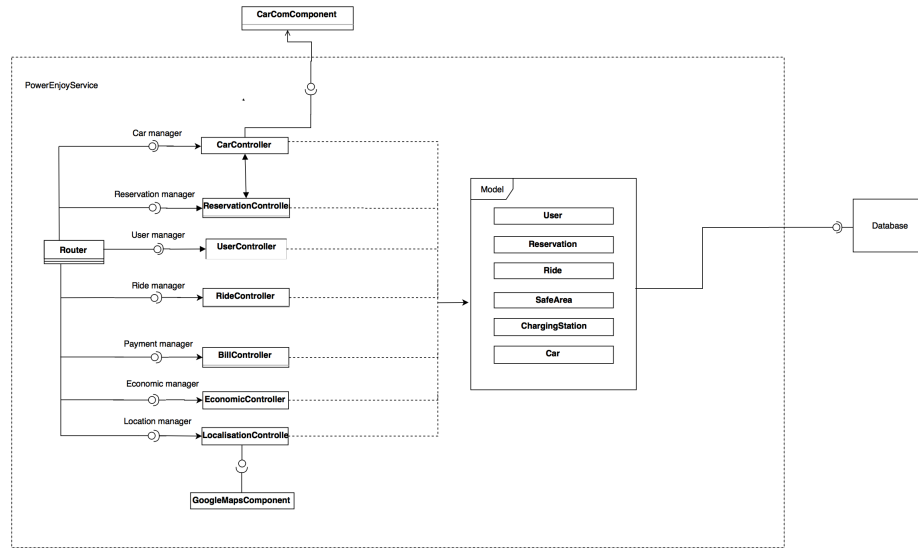 CarComComponent
PowerEnjoyService
Car manager
CarController
Reservation manager
ReservationControlle
User manager
Router
UserController
Ride manager
RideController
Payment manager
BillController
Economic manager
EconomicController
Location manager
LocalisationControlle
GoogleMapsComponent
Model
User
Reservation
Ride
SafeArea
ChargingStation
Car
Database